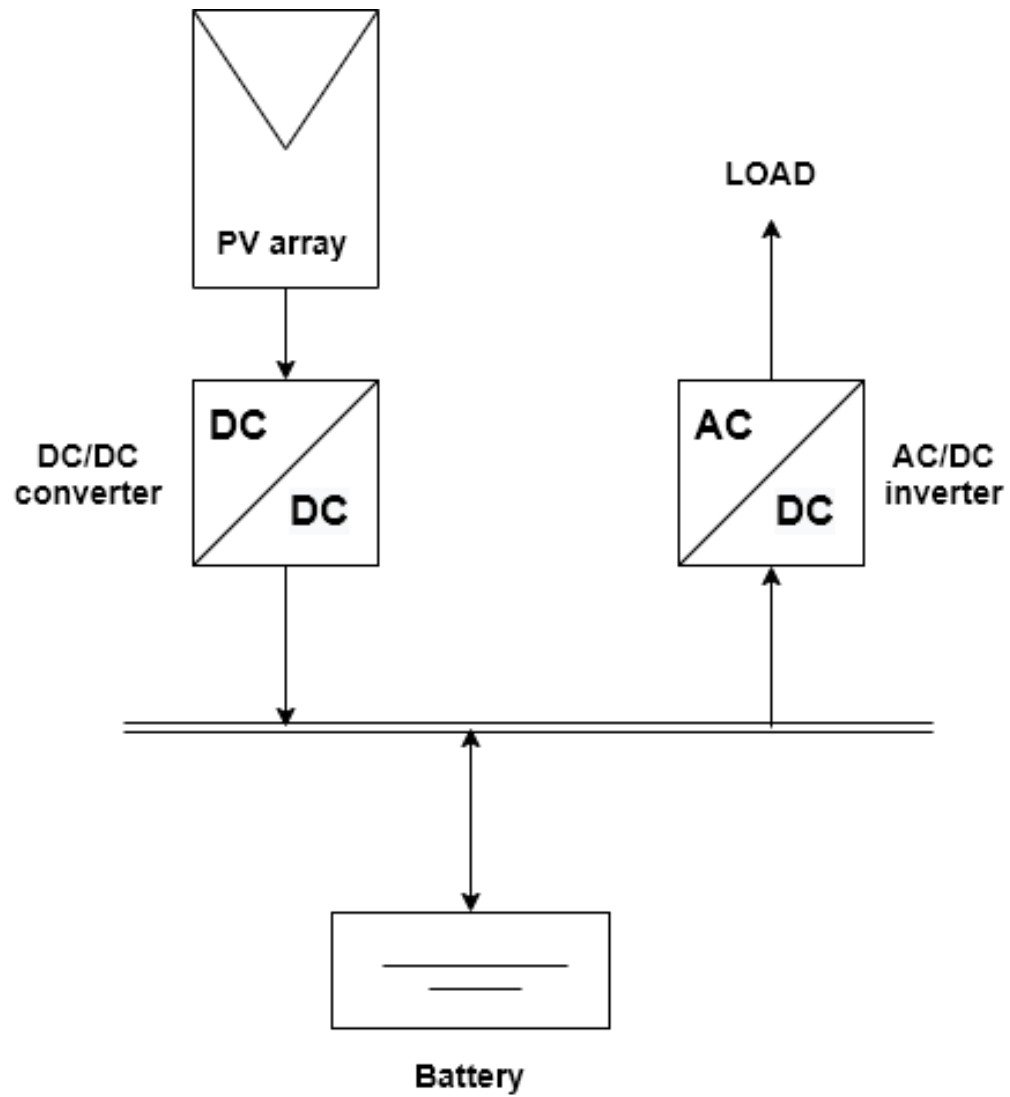 PV array
LOAD
DC/DC
converter
DC
DC
AC
DC
AC/DC
inverter
Battery